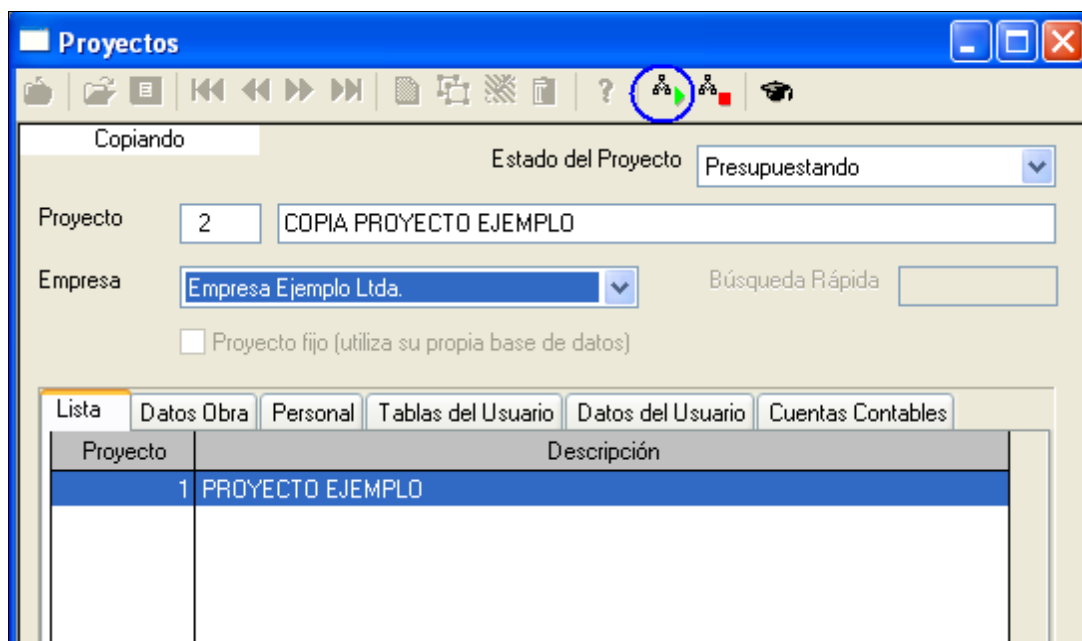 Proyectos
?
Copiando
Estado del Proyecto Presupuestando
Proyecto 2 COPIA PROYECTO EJEMPLO
Empresa Empresa Ejemplo Ltda. Búsqueda Rápida
Proyecto fijo (utiliza su propia base de datos)
Lista Datos Obra Personal Tablas del Usuario Datos del Usuario Cuentas Contables
Proyecto Descripción
1 PROYECTO EJEMPLO